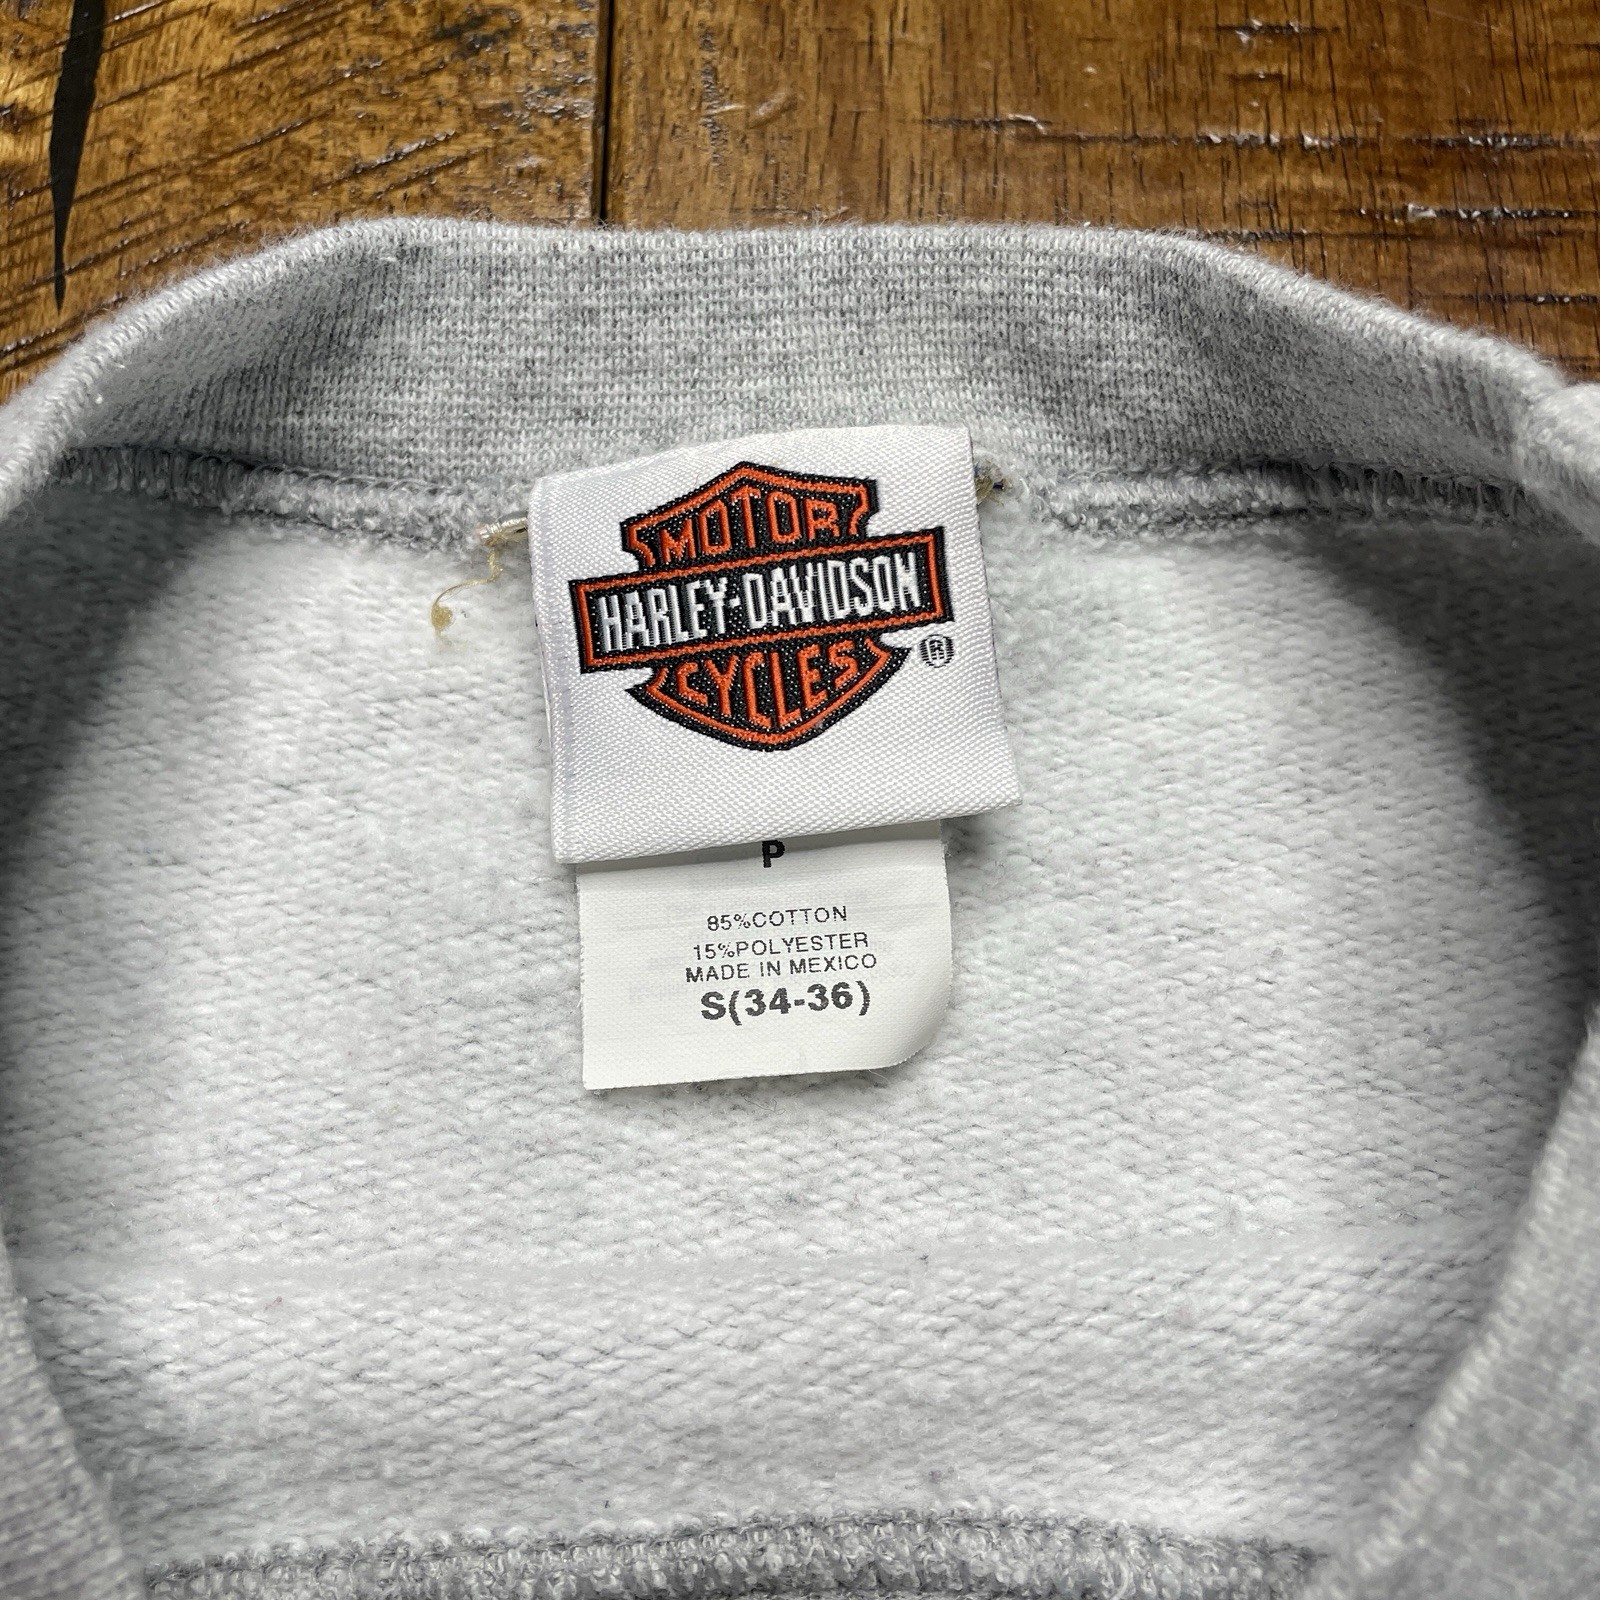 MOTOR
HARLEY-DAVIDSON
CYCLES
®
P
85%COTTON
15%POLYESTER
MADE IN MEXICO
S(34-36)